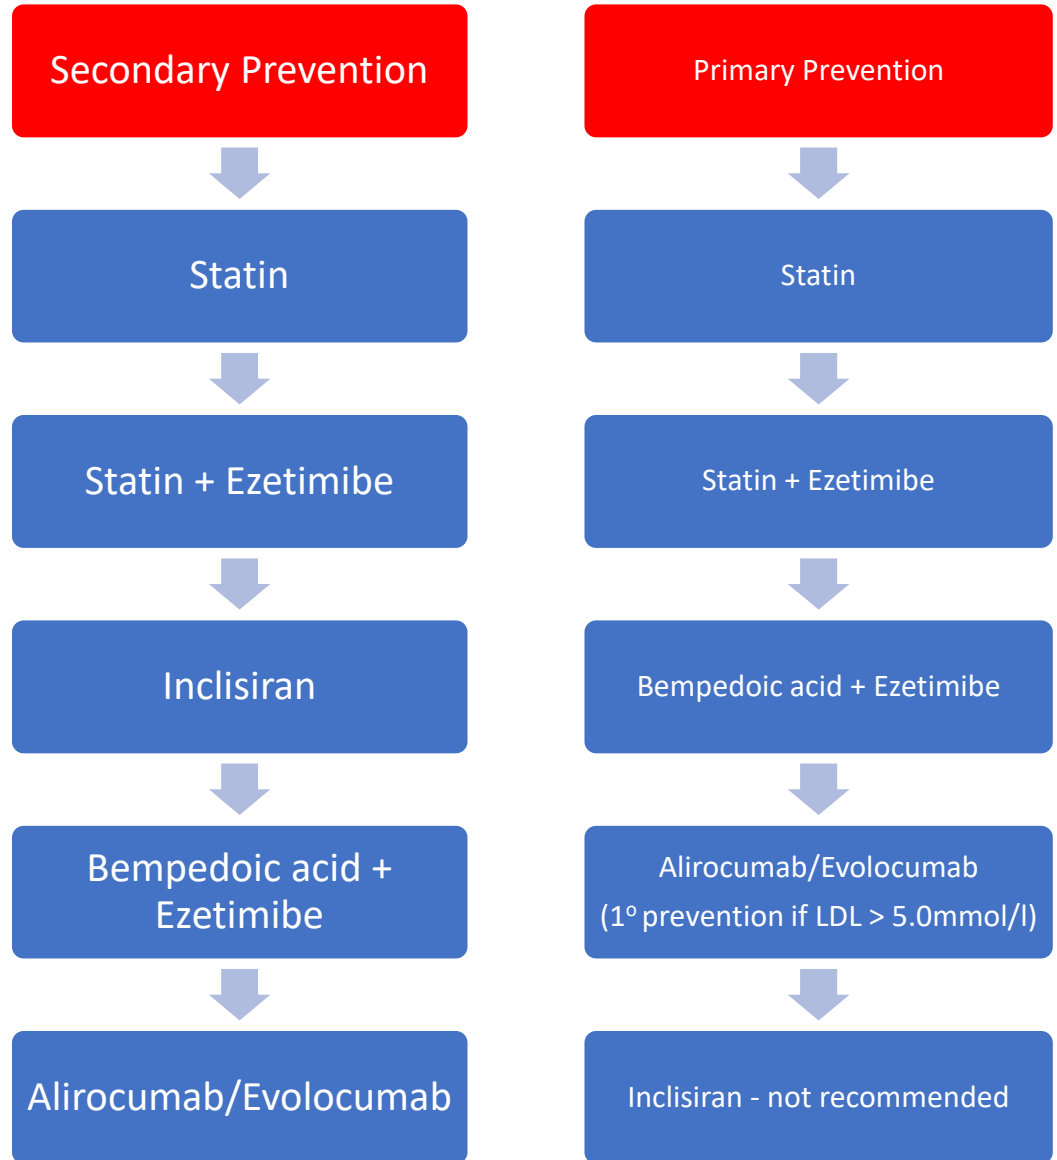 Secondary Prevention
Statin
Statin + Ezetimibe
Inclisiran
Bempedoic acid +
Ezetimibe
Alirocumab/Evolocumab
Primary Prevention
Statin
Statin + Ezetimibe
Bempedoic acid + Ezetimibe
Alirocumab/Evolocumab
(1º prevention if LDL > 5.0mmol/l)
Inclisiran - not recommended